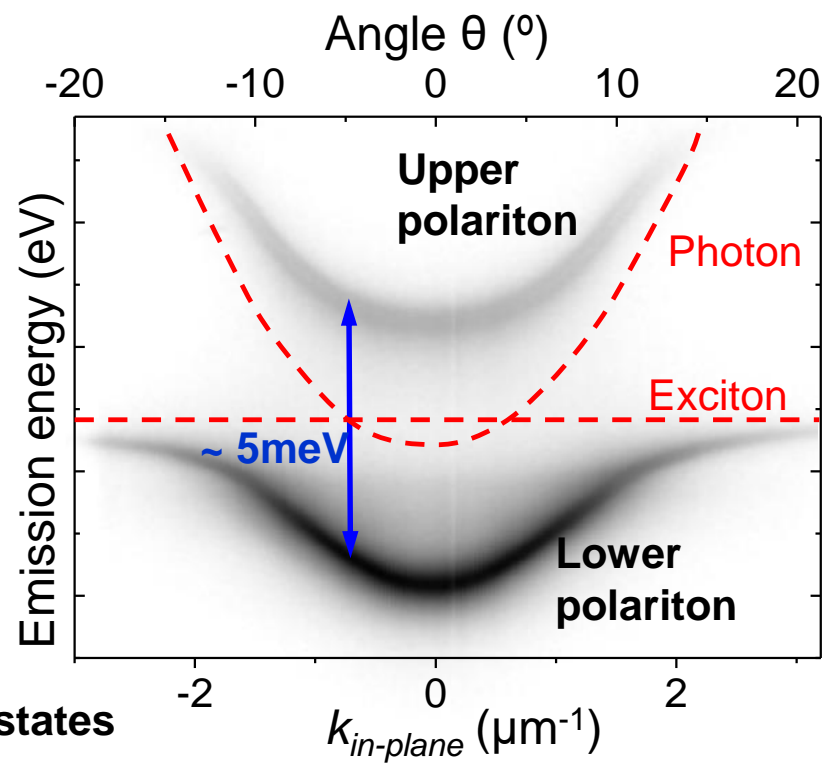 Angle θ (º)
-20 -10 0 10 20
Upper
polariton
Photon
Exciton
~ 5meV
Lower
polariton
Emission energy (eV)
-2 0 2
states
k_in-plane (μm⁻¹)